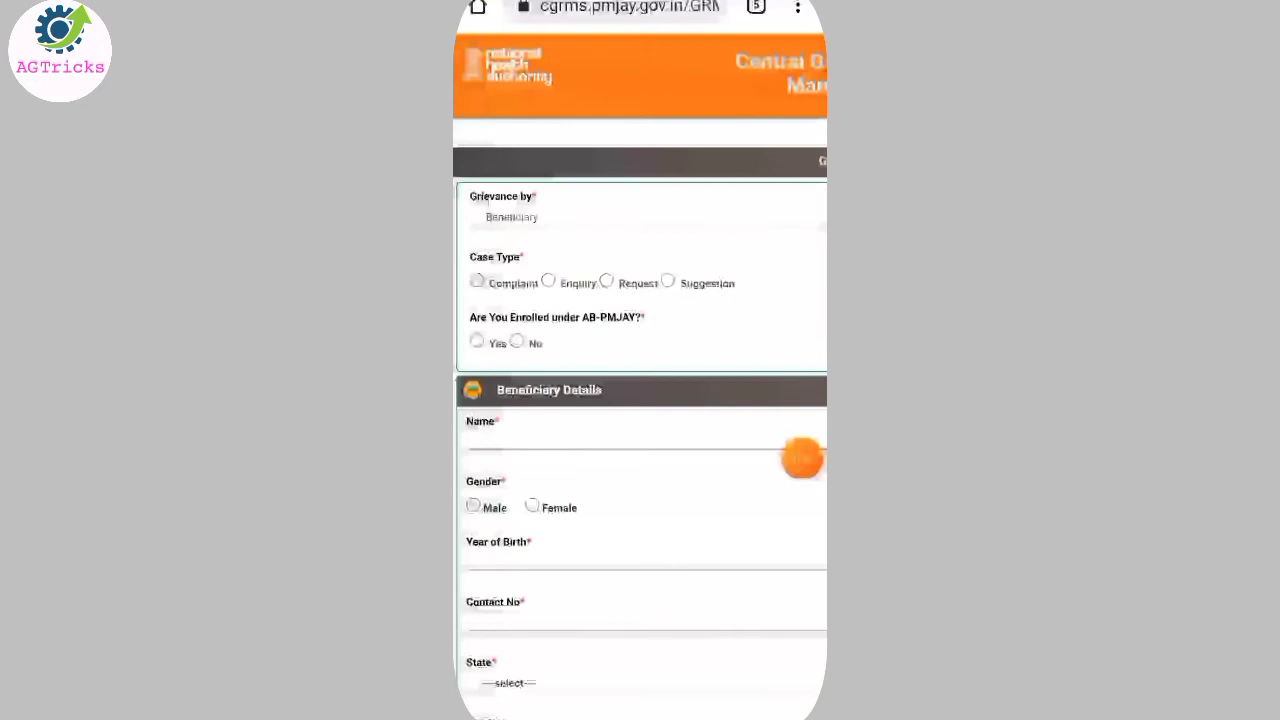 AGTricks
cgrms.pmjay.gov.in/GRM
5
national
health
authority
Central G
Man
G
Grievance by*
Beneficiary
Case Type*
Complaint Enquiry Request Suggestion
Are You Enrolled under AB-PMJAY?*
Yes No
Beneficiary Details
Name*
Gender*
Male Female
Year of Birth*
Contact No*
State*
---select---